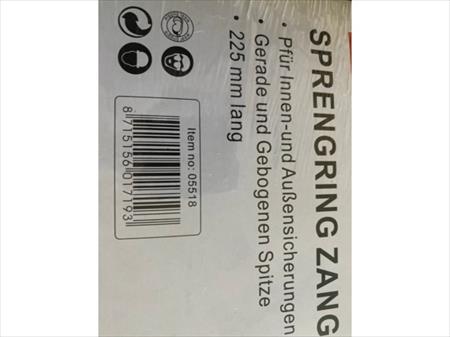 SPRENGRING ZANG
• Pfür Innen-und Außensicherungen
• Gerade und Gebogenen Spitze
• 225 mm lang
Item no: 05518
8 715156 017193